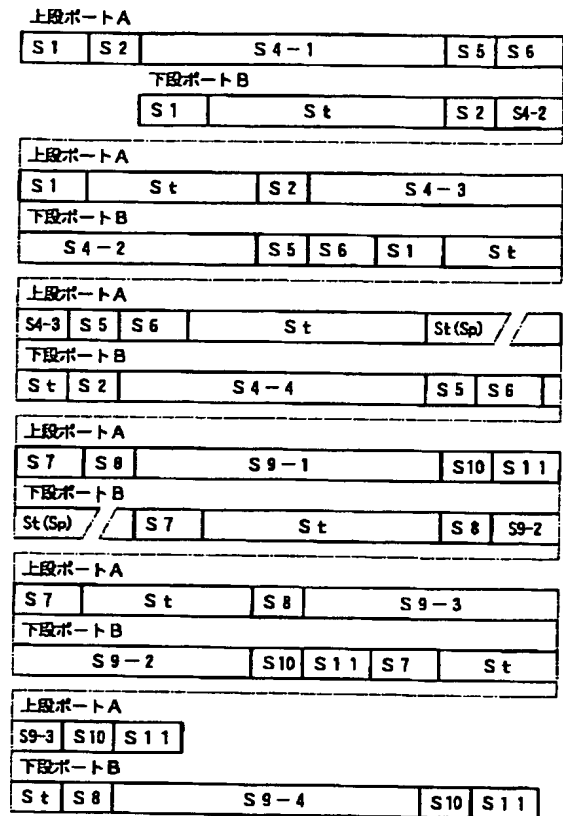 上段ポートA
S1 S2 S4-1 S5 S6
下段ポートB
S1 St S2 S4-2
上段ポートA
S1 St S2 S4-3
下段ポートB
S4-2 S5 S6 S1 St
上段ポートA
S4-3 S5 S6 St St(Sp)
下段ポートB
St S2 S4-4 S5 S6
上段ポートA
S7 S8 S9-1 S10 S11
下段ポートB
St(Sp) S7 St S8 S9-2
上段ポートA
S7 St S8 S9-3
下段ポートB
S9-2 S10 S11 S7 St
上段ポートA
S9-3 S10 S11
下段ポートB
St S8 S9-4 S10 S11